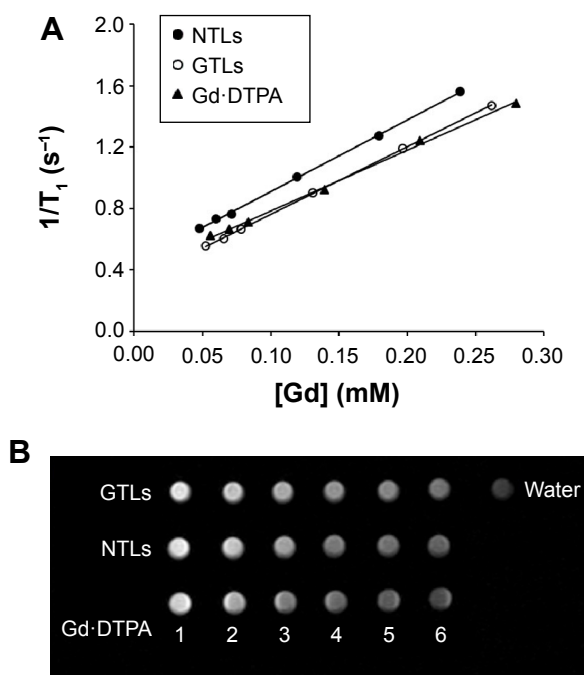 A
NTLs
GTLs
Gd·DTPA
2.0
1.6
1.2
0.8
0.4
0.0
1/T₁ (s⁻¹)
0.00 0.05 0.10 0.15 0.20 0.25 0.30
[Gd] (mM)
B
GTLs
Water
NTLs
Gd·DTPA
1 2 3 4 5 6